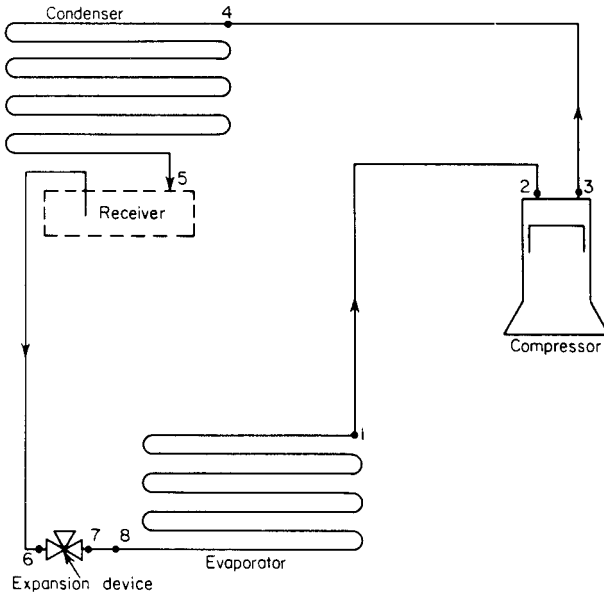 Condenser
4
5
Receiver
2
3
Compressor
1
6
7
8
Evaporator
Expansion device